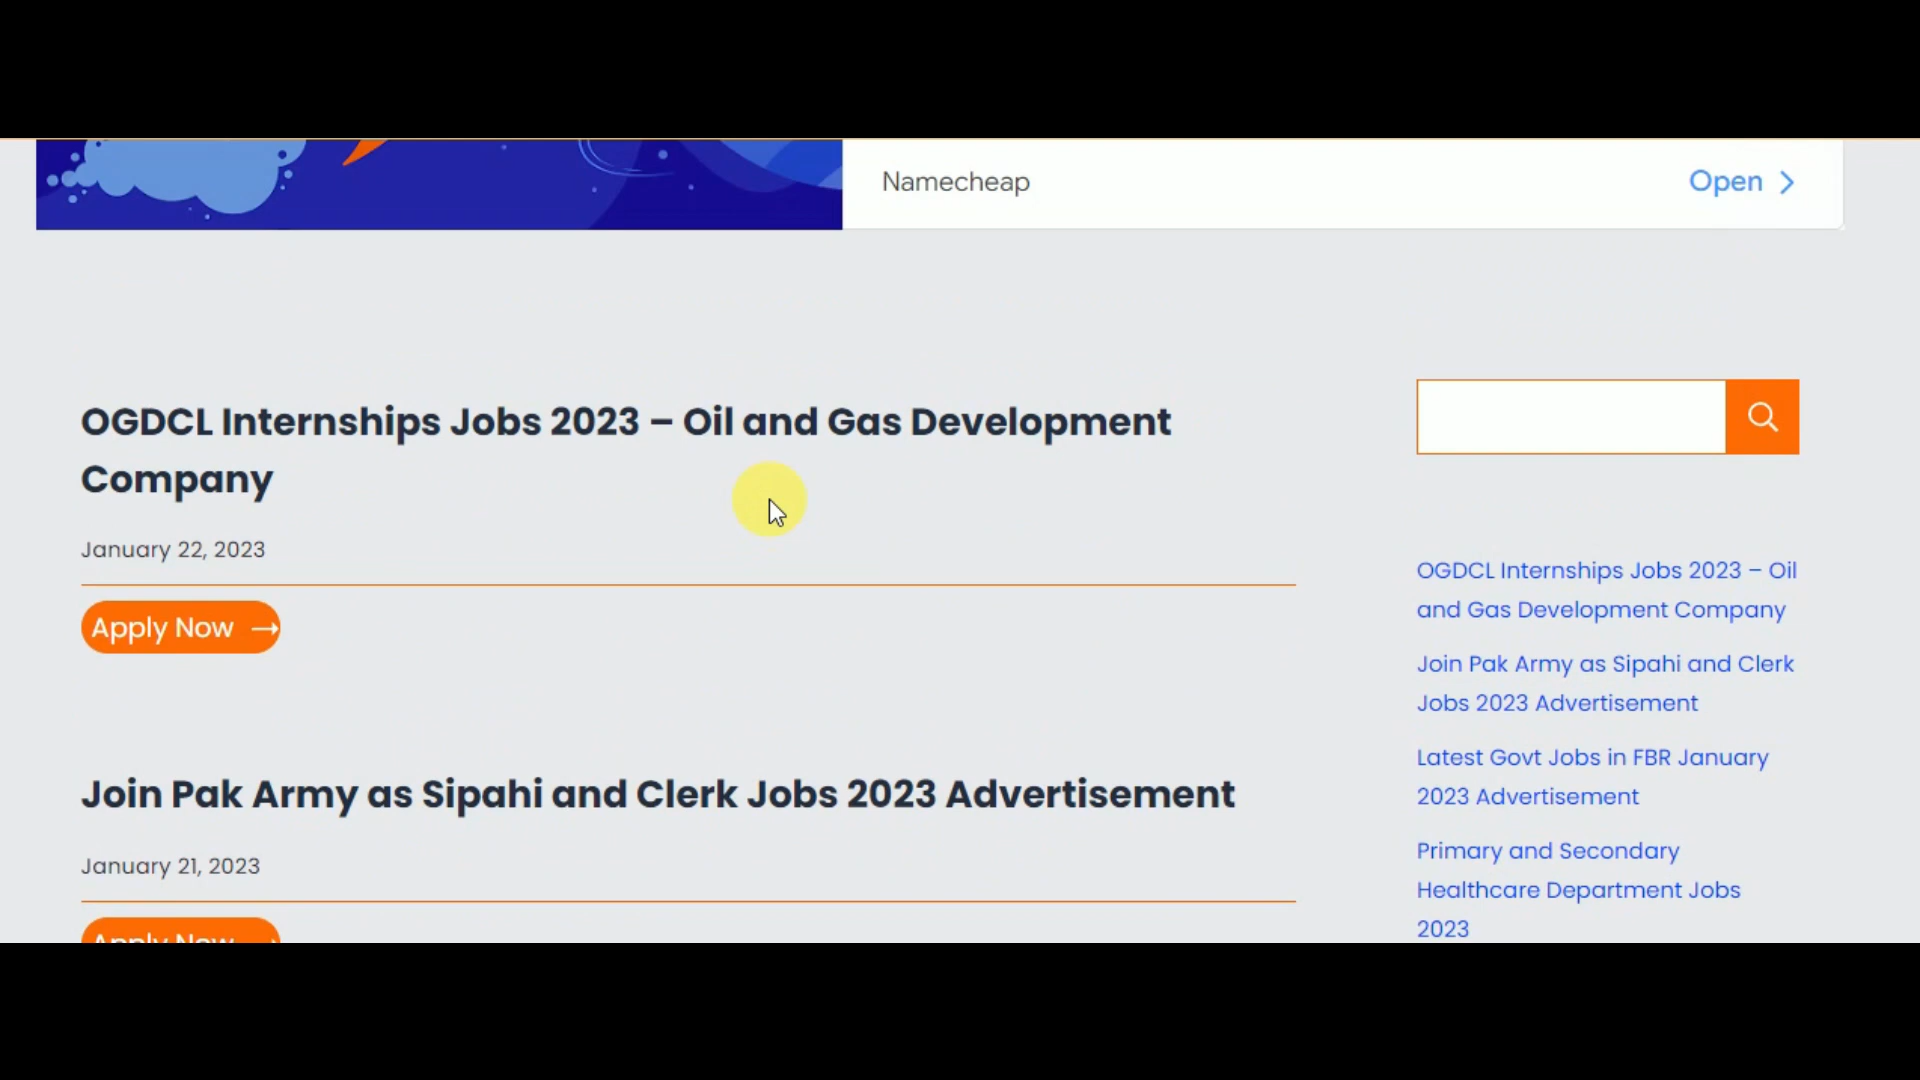 Namecheap
Open
OGDCL Internships Jobs 2023 – Oil and Gas Development
Company
January 22, 2023
Apply Now →
Join Pak Army as Sipahi and Clerk Jobs 2023 Advertisement
January 21, 2023
Apply Now →
OGDCL Internships Jobs 2023 – Oil
and Gas Development Company
Join Pak Army as Sipahi and Clerk
Jobs 2023 Advertisement
Latest Govt Jobs in FBR January
2023 Advertisement
Primary and Secondary
Healthcare Department Jobs
2023